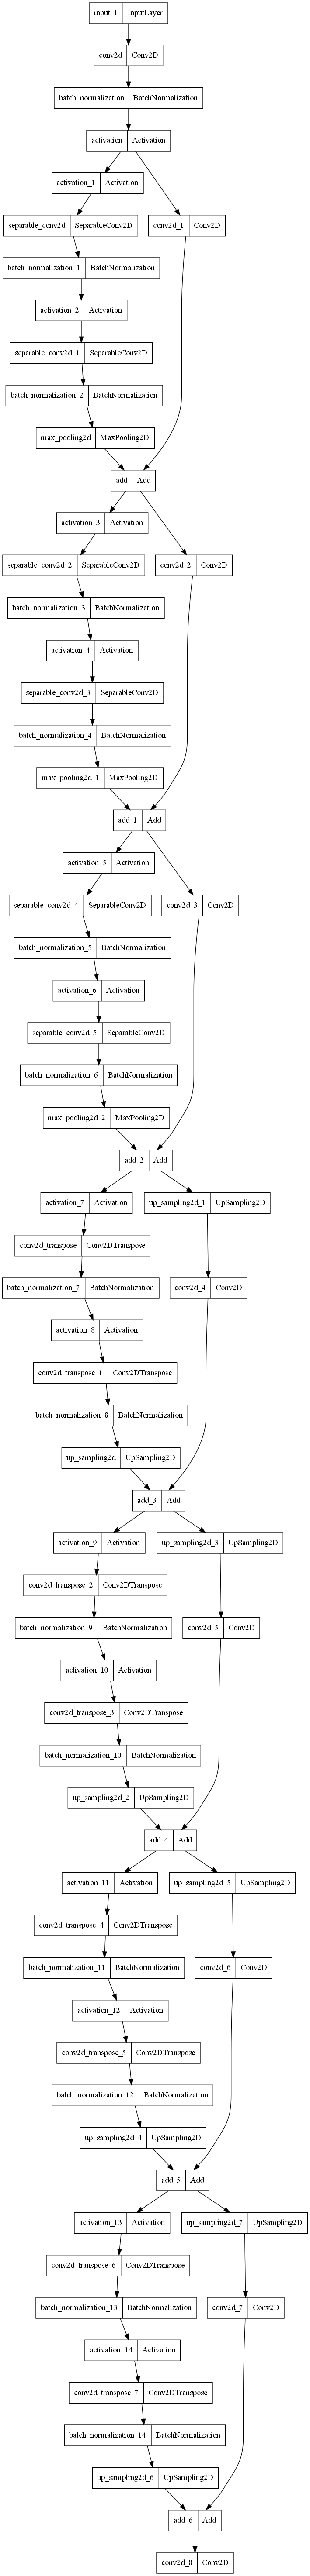 input_1 InputLayer
conv2d Conv2D
batch_normalization BatchNormalization
activation Activation
activation_1 Activation
separable_conv2d SeparableConv2D conv2d_1 Conv2D
batch_normalization_1 BatchNormalization
activation_2 Activation
separable_conv2d_1 SeparableConv2D
batch_normalization_2 BatchNormalization
max_pooling2d MaxPooling2D
add Add
activation_3 Activation
separable_conv2d_2 SeparableConv2D conv2d_2 Conv2D
batch_normalization_3 BatchNormalization
activation_4 Activation
separable_conv2d_3 SeparableConv2D
batch_normalization_4 BatchNormalization
max_pooling2d_1 MaxPooling2D
add_1 Add
activation_5 Activation
separable_conv2d_4 SeparableConv2D conv2d_3 Conv2D
batch_normalization_5 BatchNormalization
activation_6 Activation
separable_conv2d_5 SeparableConv2D
batch_normalization_6 BatchNormalization
max_pooling2d_2 MaxPooling2D
add_2 Add
activation_7 Activation up_sampling2d_1 UpSampling2D
conv2d_transpose Conv2DTranspose
batch_normalization_7 BatchNormalization conv2d_4 Conv2D
activation_8 Activation
conv2d_transpose_1 Conv2DTranspose
batch_normalization_8 BatchNormalization
up_sampling2d UpSampling2D
add_3 Add
activation_9 Activation up_sampling2d_3 UpSampling2D
conv2d_transpose_2 Conv2DTranspose
batch_normalization_9 BatchNormalization conv2d_5 Conv2D
activation_10 Activation
conv2d_transpose_3 Conv2DTranspose
batch_normalization_10 BatchNormalization
up_sampling2d_2 UpSampling2D
add_4 Add
activation_11 Activation up_sampling2d_5 UpSampling2D
conv2d_transpose_4 Conv2DTranspose
batch_normalization_11 BatchNormalization conv2d_6 Conv2D
activation_12 Activation
conv2d_transpose_5 Conv2DTranspose
batch_normalization_12 BatchNormalization
up_sampling2d_4 UpSampling2D
add_5 Add
activation_13 Activation up_sampling2d_7 UpSampling2D
conv2d_transpose_6 Conv2DTranspose
batch_normalization_13 BatchNormalization conv2d_7 Conv2D
activation_14 Activation
conv2d_transpose_7 Conv2DTranspose
batch_normalization_14 BatchNormalization
up_sampling2d_6 UpSampling2D
add_6 Add
conv2d_8 Conv2D